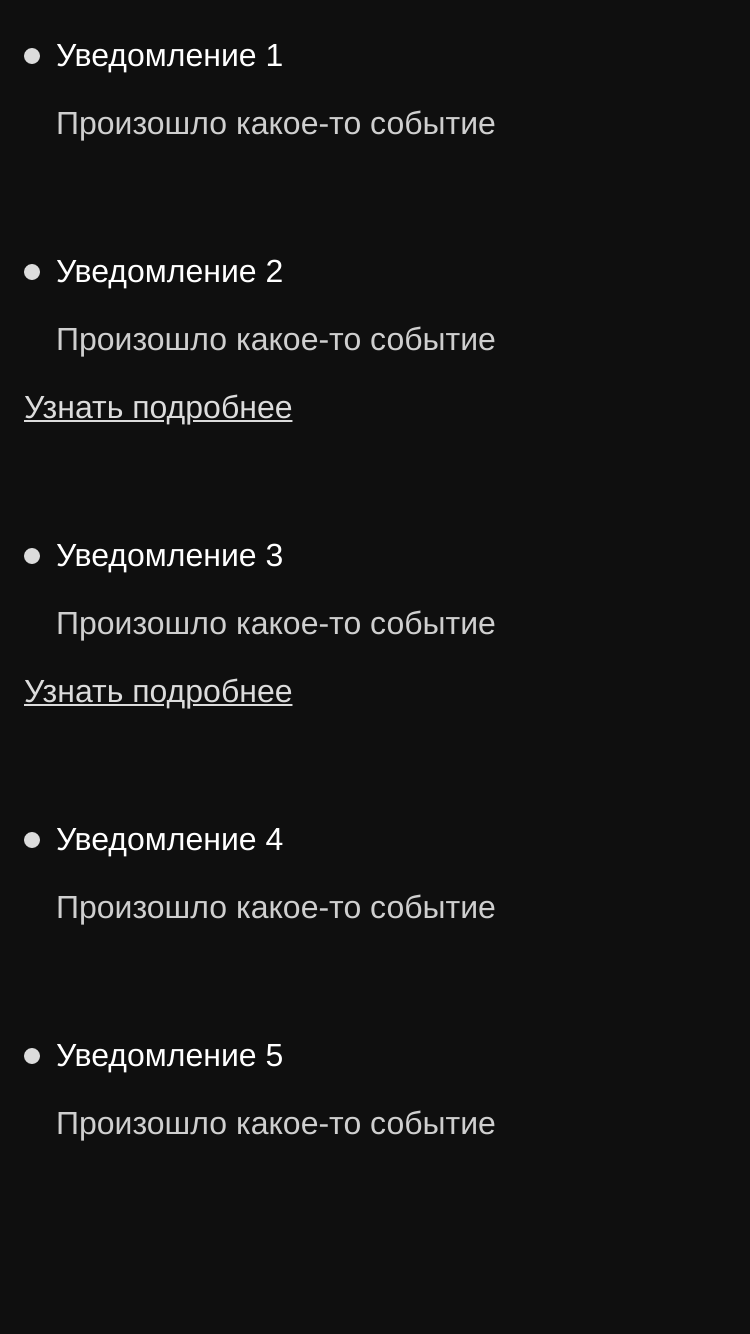 Уведомление 1
Произошло какое-то событие
Уведомление 2
Произошло какое-то событие
Узнать подробнее
Уведомление 3
Произошло какое-то событие
Узнать подробнее
Уведомление 4
Произошло какое-то событие
Уведомление 5
Произошло какое-то событие